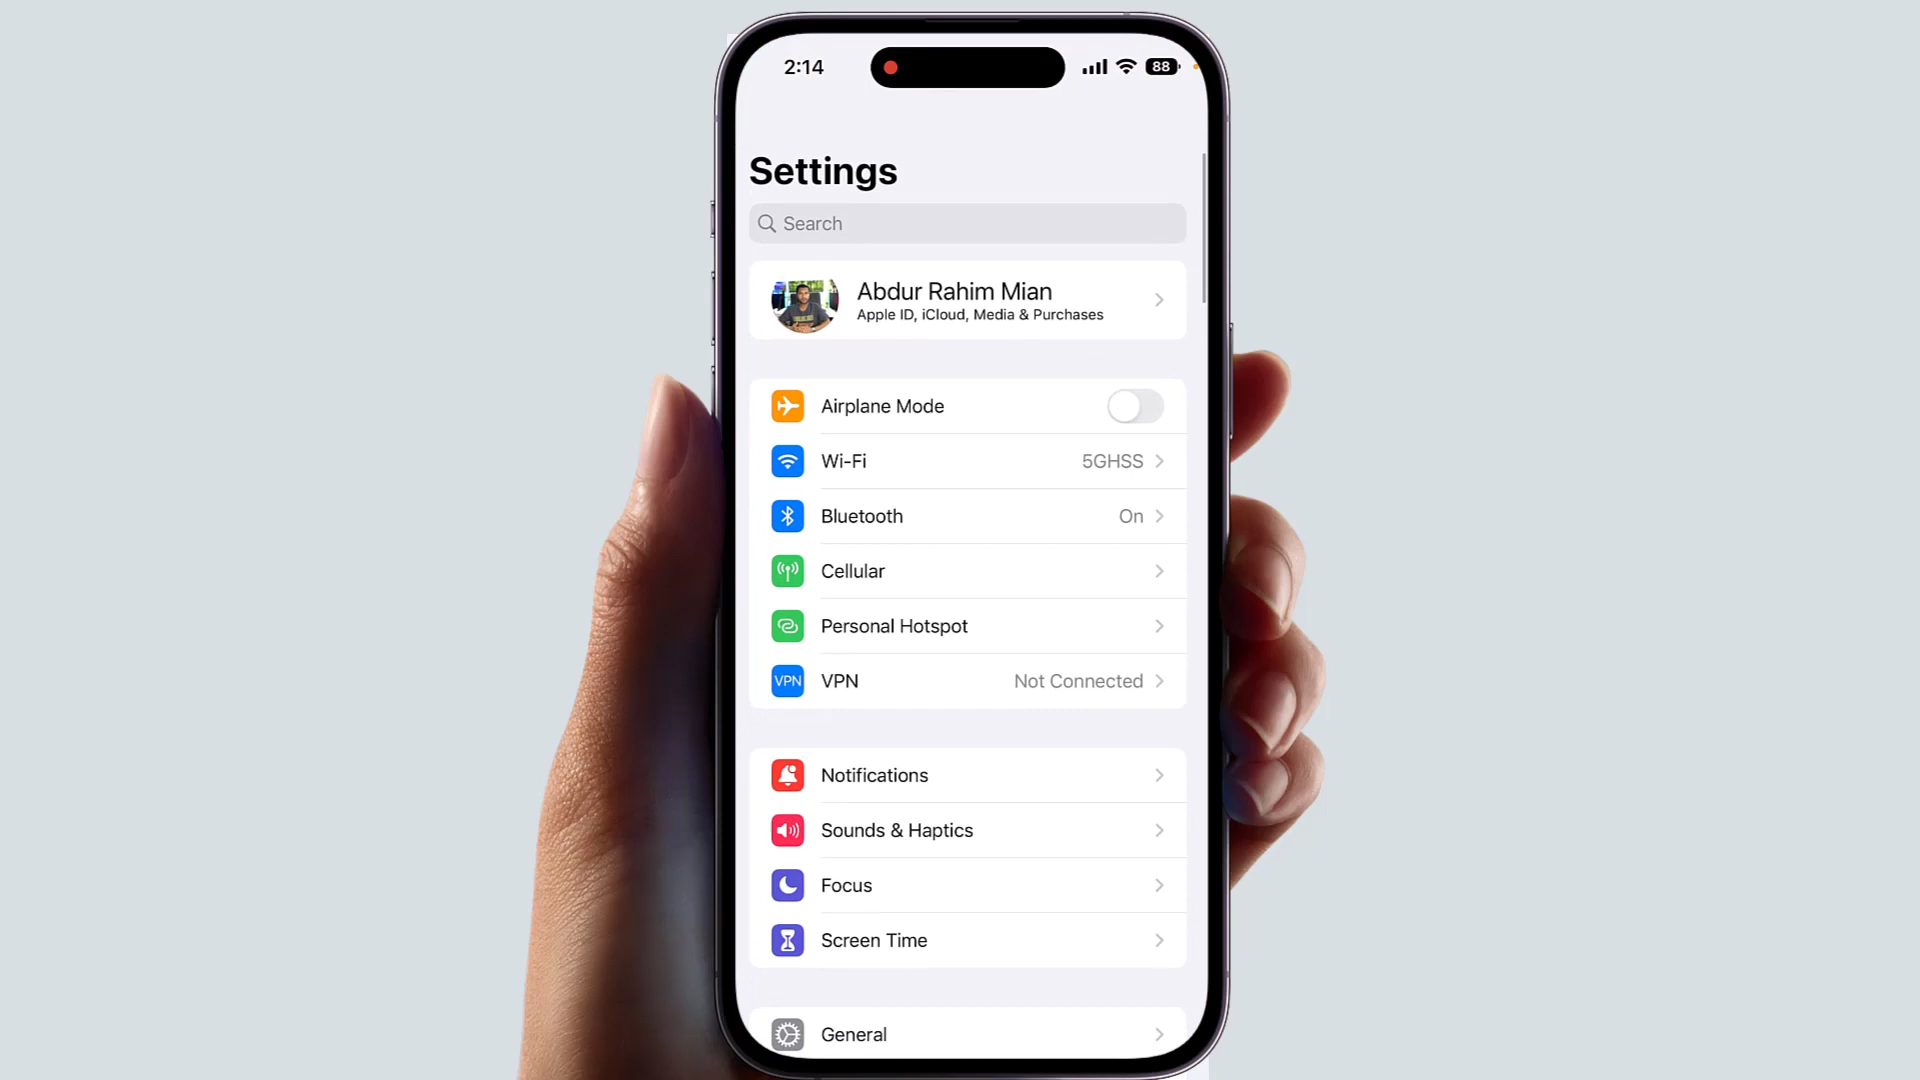 2:14
88
Settings
Search
Abdur Rahim Mian
Apple ID, iCloud, Media & Purchases
Airplane Mode
Wi-Fi 5GHSS
Bluetooth On
Cellular
Personal Hotspot
VPN VPN Not Connected
Notifications
Sounds & Haptics
Focus
Screen Time
General